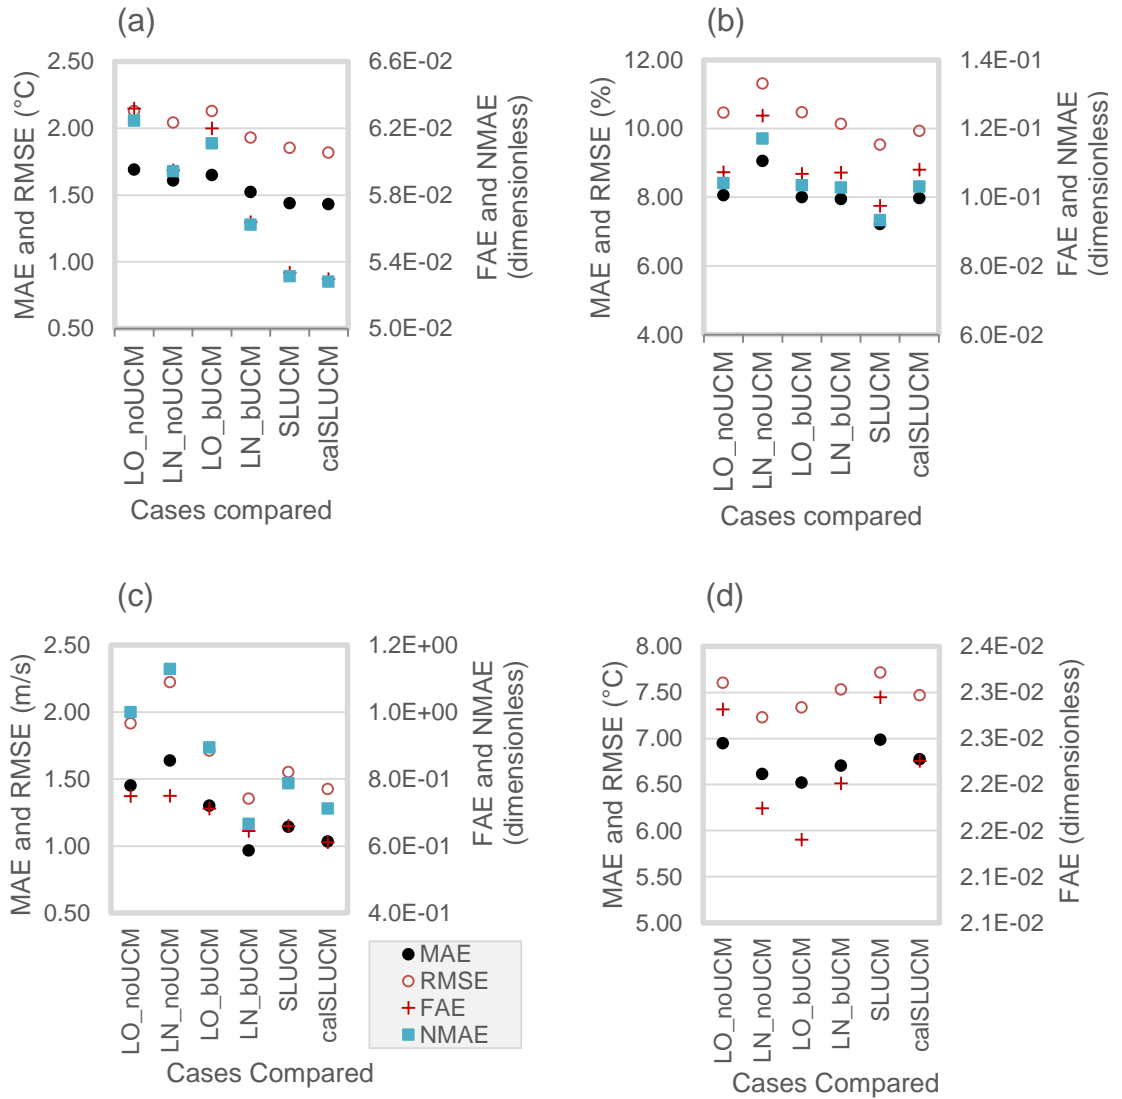 (a)
MAE and RMSE (°C)
2.50
2.00
1.50
1.00
0.50
6.6E-02
6.2E-02
5.8E-02
5.4E-02
5.0E-02
FAE and NMAE
(dimensionless)
LO_noUCM
LN_noUCM
LO_bUCM
LN_bUCM
SLUCM
calSLUCM
Cases compared
(b)
MAE and RMSE (%)
12.00
10.00
8.00
6.00
4.00
1.4E-01
1.2E-01
1.0E-01
8.0E-02
6.0E-02
FAE and NMAE
(dimensionless)
LO_noUCM
LN_noUCM
LO_bUCM
LN_bUCM
SLUCM
calSLUCM
Cases compared
(c)
MAE and RMSE (m/s)
2.50
2.00
1.50
1.00
0.50
1.2E+00
1.0E+00
8.0E-01
6.0E-01
4.0E-01
FAE and NMAE
(dimensionless)
LO_noUCM
LN_noUCM
LO_bUCM
LN_bUCM
SLUCM
calSLUCM
Cases Compared
MAE
RMSE
FAE
NMAE
(d)
MAE and RMSE (°C)
8.00
7.50
7.00
6.50
6.00
5.50
5.00
2.4E-02
2.3E-02
2.3E-02
2.2E-02
2.2E-02
2.1E-02
2.1E-02
FAE (dimensionless)
LO_noUCM
LN_noUCM
LO_bUCM
LN_bUCM
SLUCM
calSLUCM
Cases Compared